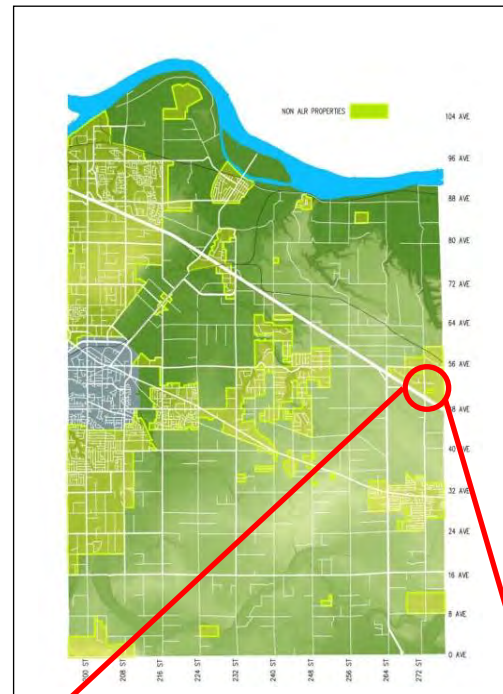 NON ALR PROPERTIES
104 AVE
96 AVE
88 AVE
80 AVE
72 AVE
64 AVE
56 AVE
48 AVE
40 AVE
32 AVE
24 AVE
16 AVE
8 AVE
0 AVE
200 ST
208 ST
216 ST
224 ST
232 ST
240 ST
248 ST
256 ST
264 ST
272 ST